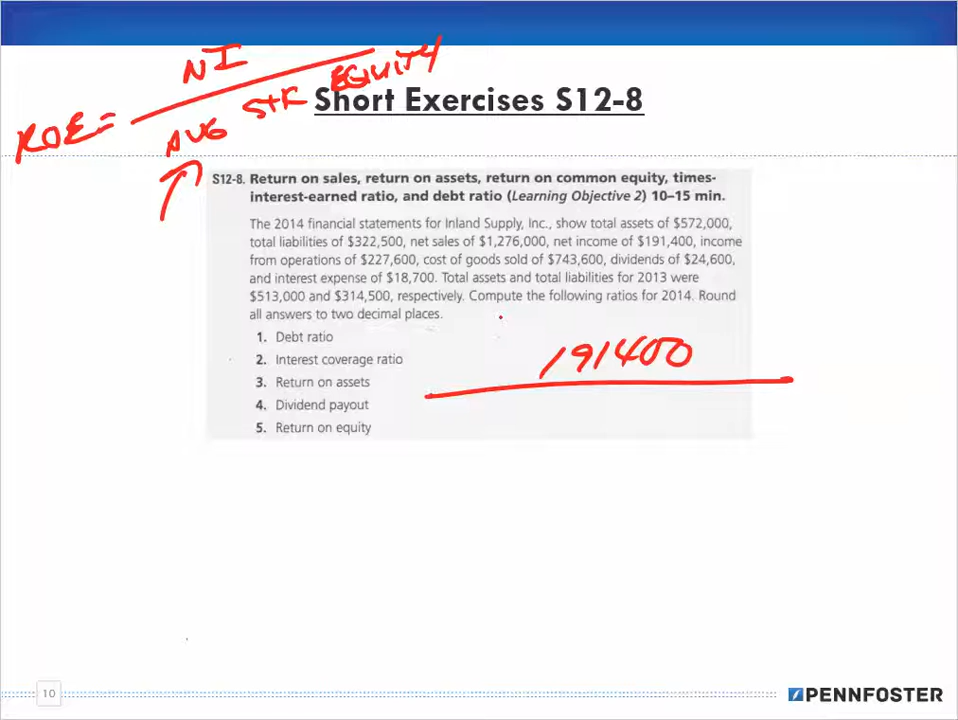 NI
ROE = AVG STK EQUITY
Short Exercises S12-8
S12-8. Return on sales, return on assets, return on common equity, times-
interest-earned ratio, and debt ratio (Learning Objective 2) 10–15 min.
The 2014 financial statements for Inland Supply, Inc., show total assets of $572,000,
total liabilities of $322,500, net sales of $1,276,000, net income of $191,400, income
from operations of $227,600, cost of goods sold of $743,600, dividends of $24,600,
and interest expense of $18,700. Total assets and total liabilities for 2013 were
$513,000 and $314,500, respectively. Compute the following ratios for 2014. Round
all answers to two decimal places.
1. Debt ratio
2. Interest coverage ratio
191400
3. Return on assets
4. Dividend payout
5. Return on equity
10
PENNFOSTER